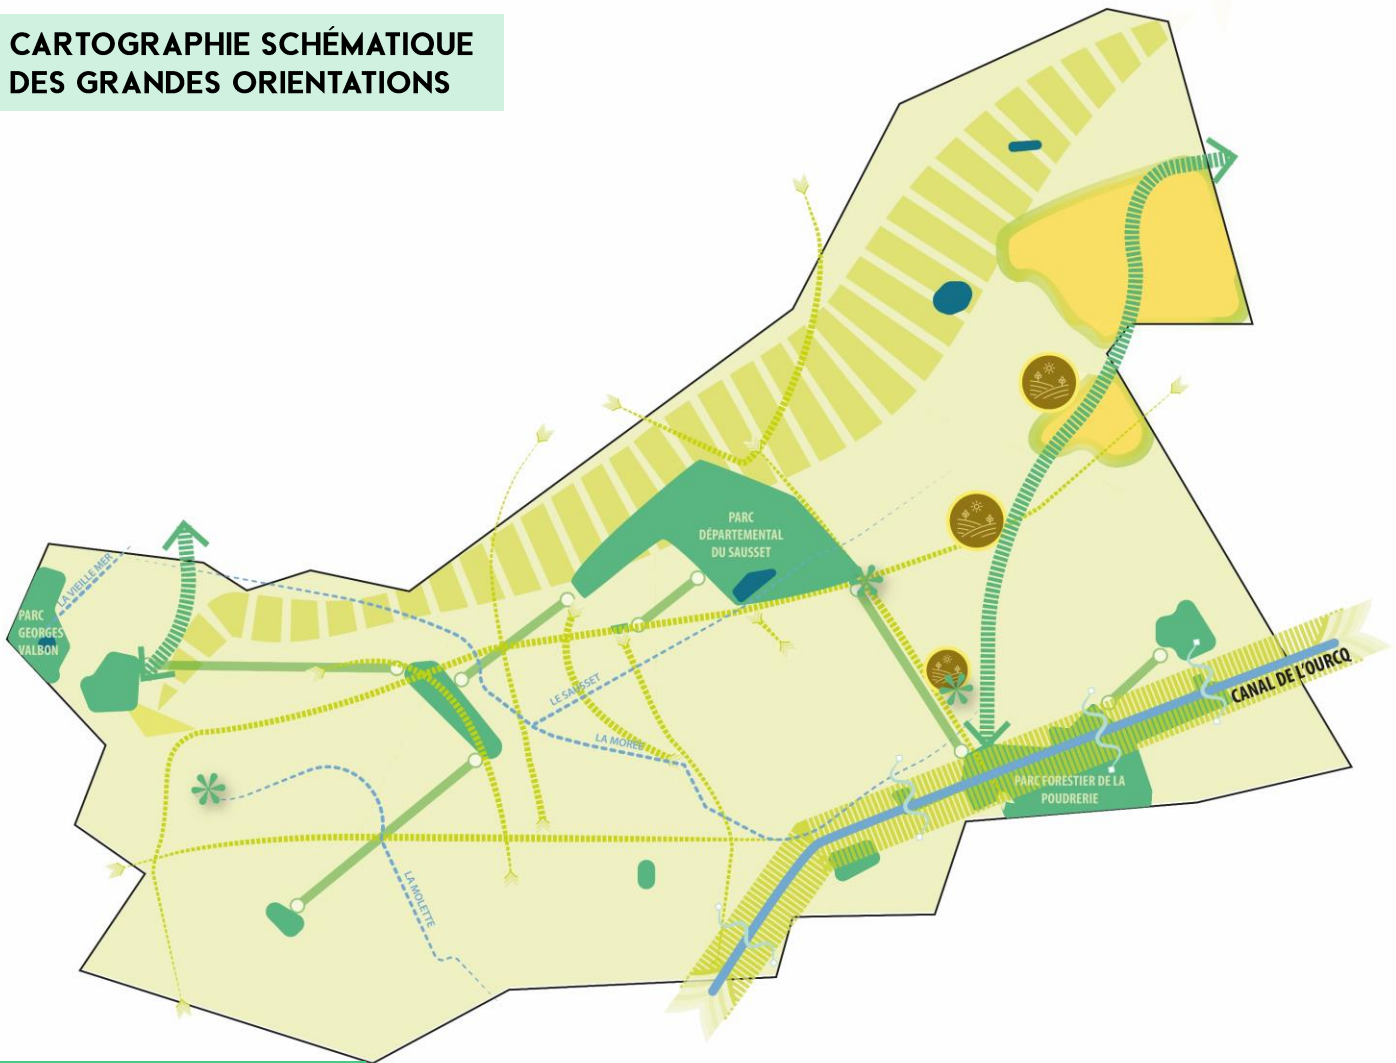 CARTOGRAPHIE SCHÉMATIQUE
DES GRANDES ORIENTATIONS
PARC
DÉPARTEMENTAL
DU SAUSSET
LA VIEILLE MER
PARC
GEORGES
VALBON
LE SAUSSET
LA MORÉE
CANAL DE L'OURCQ
PARC FORESTIER DE LA
POUDRERIE
LA MOLETTE